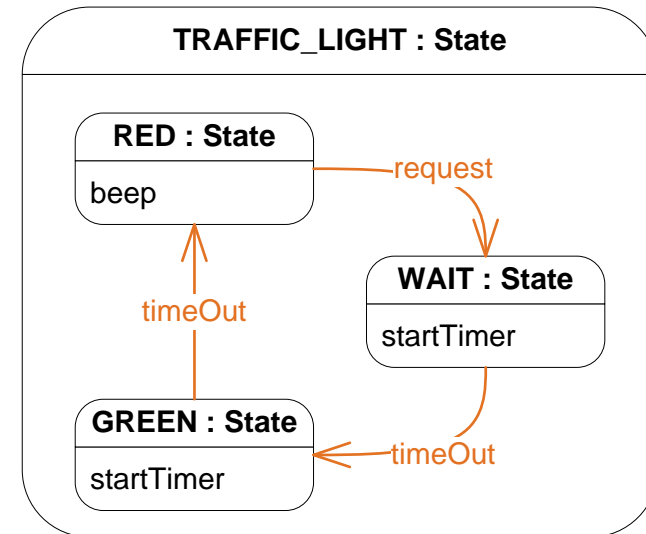 TRAFFIC_LIGHT : State
RED : State
beep
request
WAIT : State
startTimer
timeOut
GREEN : State
startTimer
timeOut